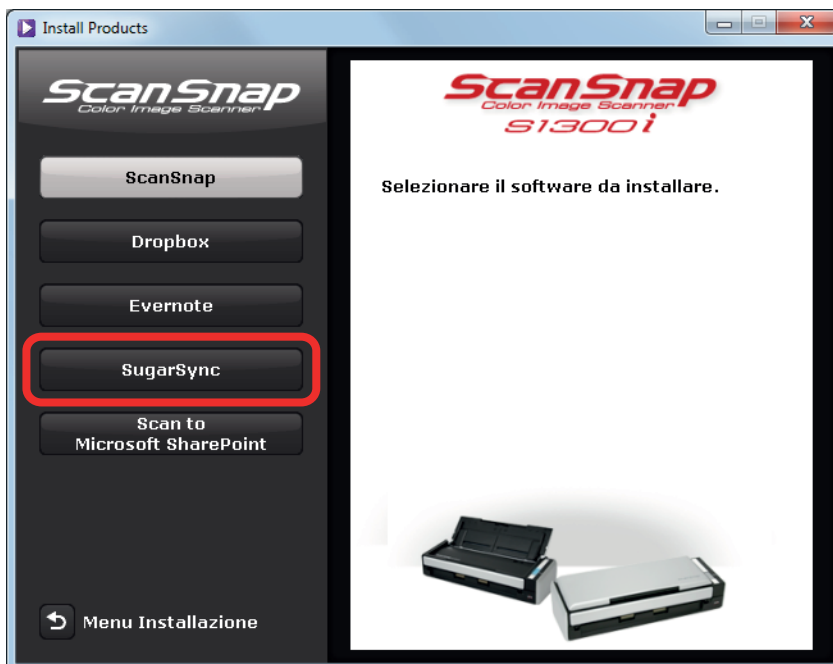 Install Products
ScanSnap
Color Image Scanner
ScanSnap
Dropbox
Evernote
SugarSync
Scan to
Microsoft SharePoint
Menu Installazione
ScanSnap
Color Image Scanner
S1300i
Selezionare il software da installare.